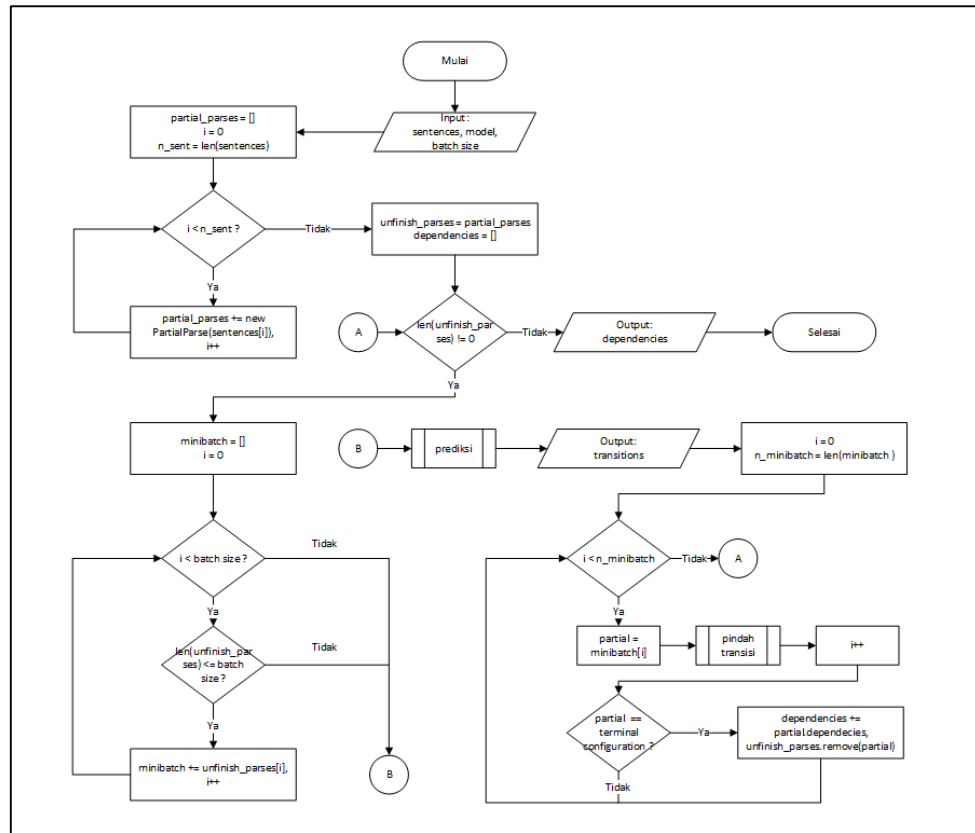 Mulai
Input:
sentences, model,
batch size
partial_parses = []
i = 0
n_sent = len(sentences)
i < n_sent ?
Tidak
unfinish_parses = partial_parses
dependencies = []
Ya
partial_parses += new
PartialParse(sentences[i]),
i++
A
len(unfinish_par
ses) != 0
Tidak
Output:
dependencies
Selesai
Ya
minibatch = []
i = 0
B
prediksi
Output:
transitions
i = 0
n_minibatch = len(minibatch )
i < batch size ?
Tidak
Ya
len(unfinish_par
ses) <= batch
size ?
Tidak
Ya
minibatch += unfinish_parses[i],
i++
B
i < n_minibatch
Tidak
A
Ya
partial =
minibatch[i]
pindah
transisi
i++
partial ==
terminal
configuration ?
Ya
dependencies +=
partial dependecies,
unfinish_parses.remove(partial)
Tidak